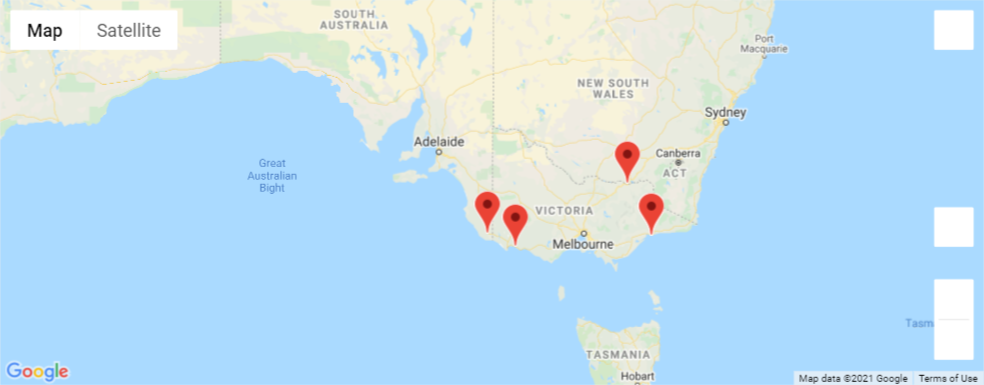 Map
Satellite
SOUTH
AUSTRALIA
Port
Macquarie
NEW SOUTH
WALES
Sydney
Adelaide
Canberra
ACT
Great
Australian
Bight
VICTORIA
Melbourne
Tasm
TASMANIA
Hobart
Google
Map data ©2021 Google
Terms of Use